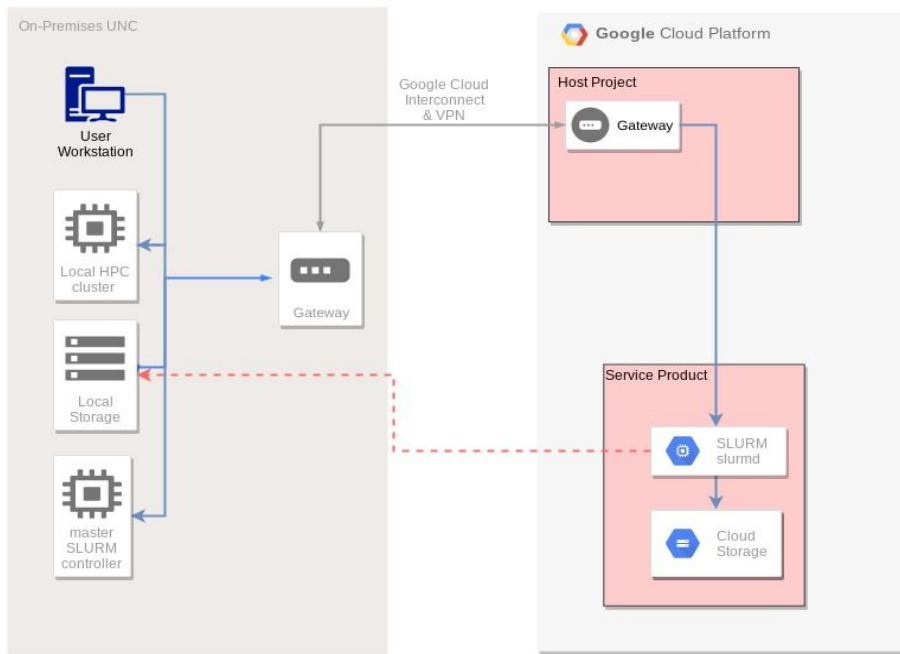 On-Premises UNC
Google Cloud Platform
User
Workstation
Google Cloud
Interconnect
& VPN
Host Project
Gateway
Local HPC
cluster
Gateway
Local
Storage
Service Product
SLURM
slurmd
master
SLURM
controller
Cloud
Storage